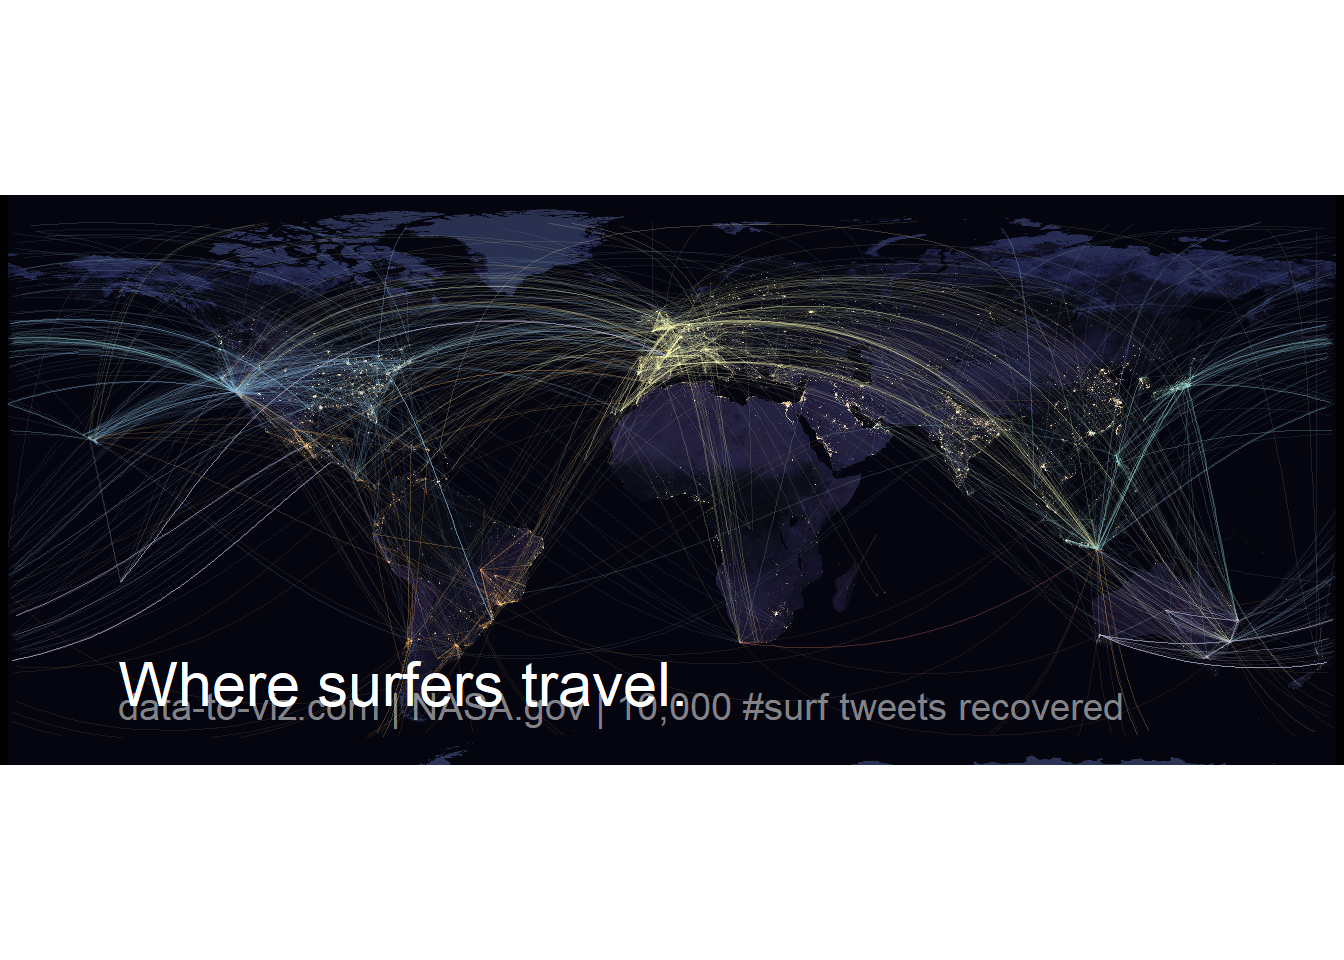 Where surfers travel.
data-to-viz.com | NASA.gov | 10,000 #surf tweets recovered